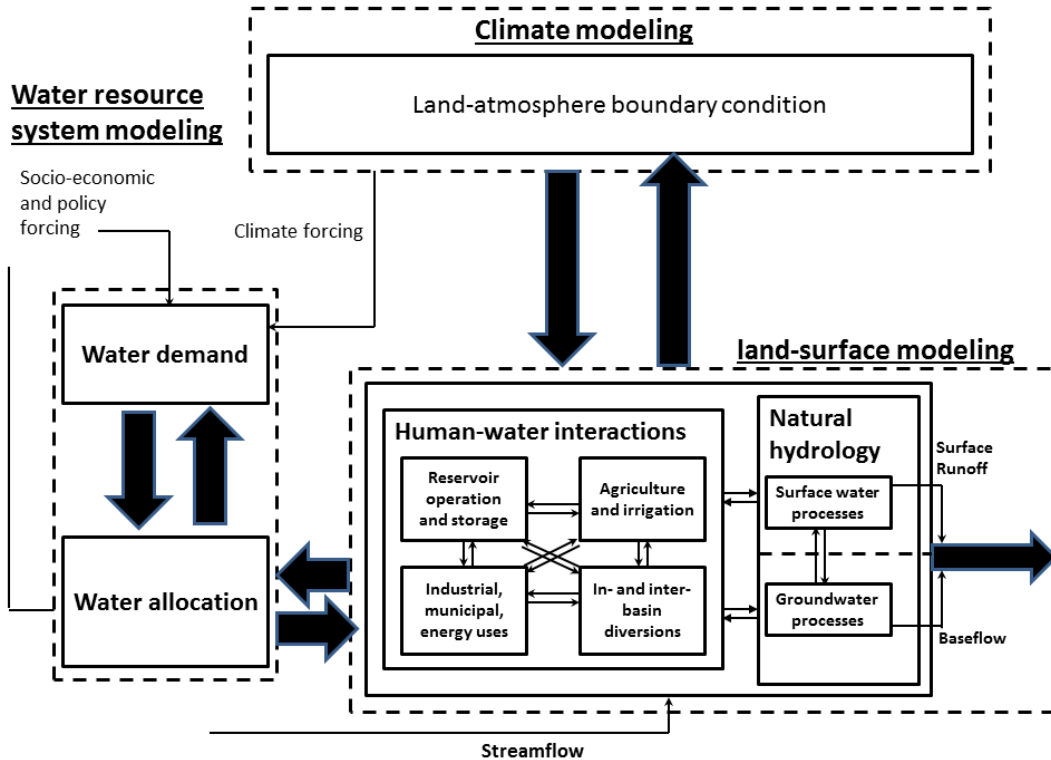 Climate modeling
Land-atmosphere boundary condition
Water resource
system modeling
Socio-economic
and policy
forcing
Climate forcing
Water demand
Water allocation
land-surface modeling
Human-water interactions
Reservoir
operation
and storage
Agriculture
and irrigation
Industrial,
municipal,
energy uses
In- and inter-
basin
diversions
Natural
hydrology
Surface water
processes
Groundwater
processes
Surface
Runoff
Baseflow
Streamflow